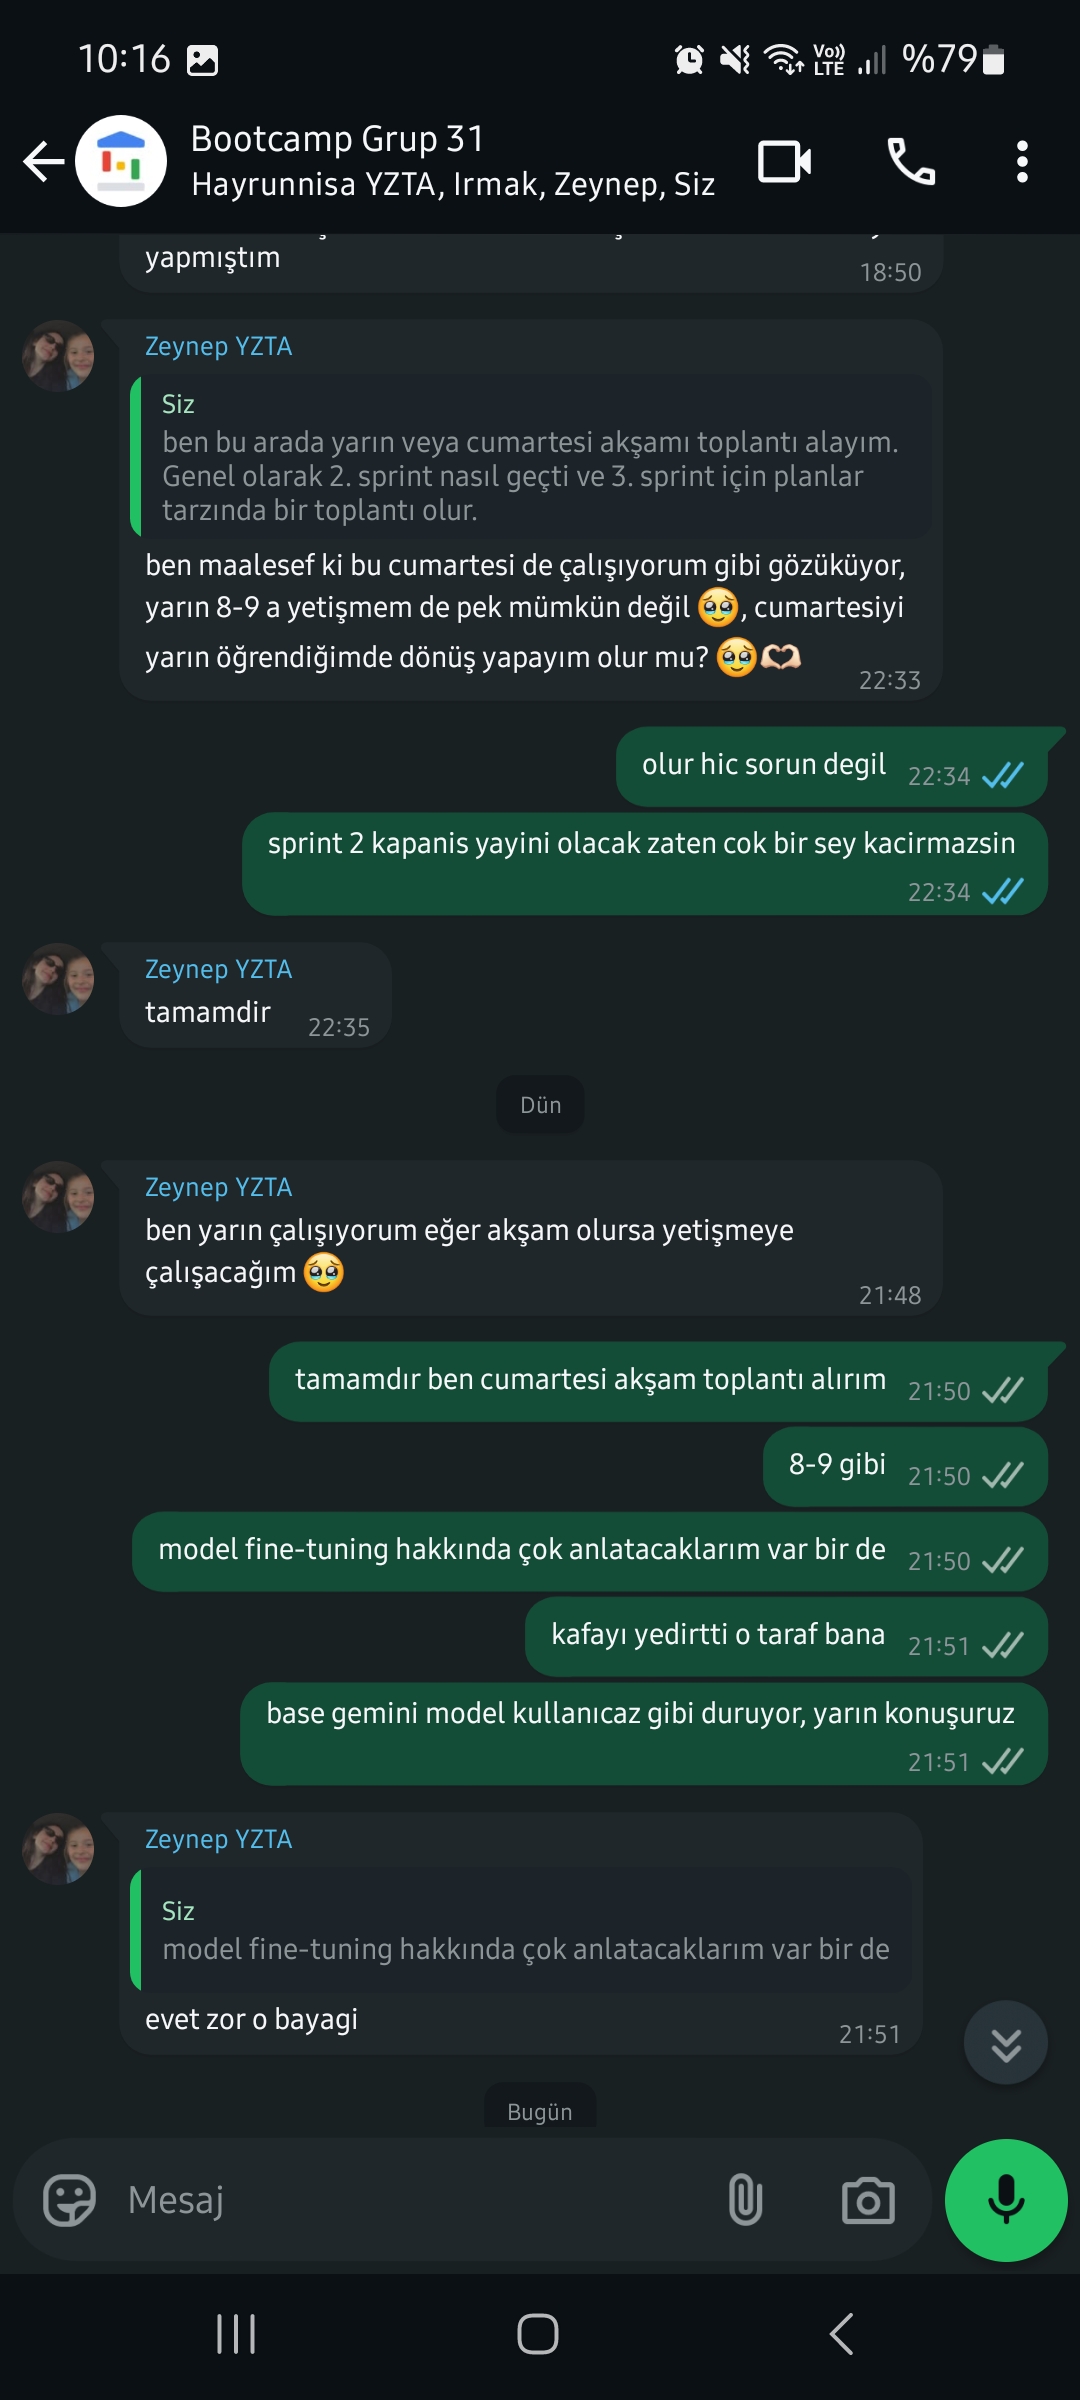 10:16
Vo))
LTE
%79
Bootcamp Grup 31
Hayrunnisa YZTA, Irmak, Zeynep, Siz
yapmıştım
18:50
Zeynep YZTA
Siz
ben bu arada yarın veya cumartesi akşamı toplantı alayım.
Genel olarak 2. sprint nasıl geçti ve 3. sprint için planlar
tarzında bir toplantı olur.
ben maalesef ki bu cumartesi de çalışıyorum gibi gözüküyor,
yarın 8-9 a yetişmem de pek mümkün değil 🥹, cumartesiyi
yarın öğrendiğimde dönüş yapayım olur mu? 🥹🫶🏻
22:33
olur hic sorun degil 22:34
sprint 2 kapanis yayini olacak zaten cok bir sey kacirmazsin
22:34
Zeynep YZTA
tamamdir 22:35
Dün
Zeynep YZTA
ben yarın çalışıyorum eğer akşam olursa yetişmeye
çalışacağım 🥹
21:48
tamamdır ben cumartesi akşam toplantı alırım 21:50
8-9 gibi 21:50
model fine-tuning hakkında çok anlatacaklarım var bir de 21:50
kafayı yedirtti o taraf bana 21:51
base gemini model kullanıcaz gibi duruyor, yarın konuşuruz
21:51
Zeynep YZTA
Siz
model fine-tuning hakkında çok anlatacaklarım var bir de
evet zor o bayagi
21:51
Bugün
Mesaj